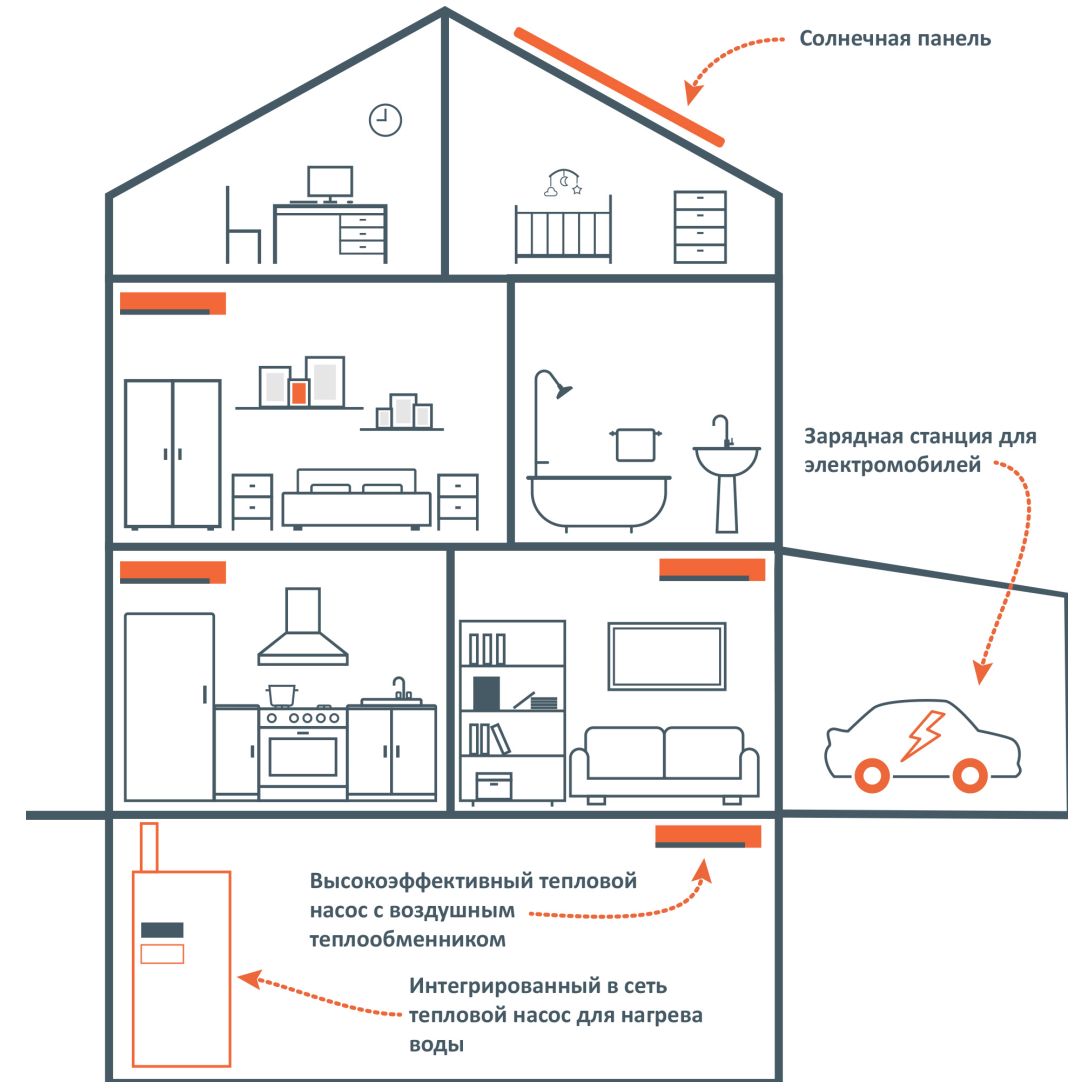 Солнечная панель
Зарядная станция для
электромобилей
Высокоэффективный тепловой
насос с воздушным
теплообменником
Интегрированный в сеть
тепловой насос для нагрева
воды